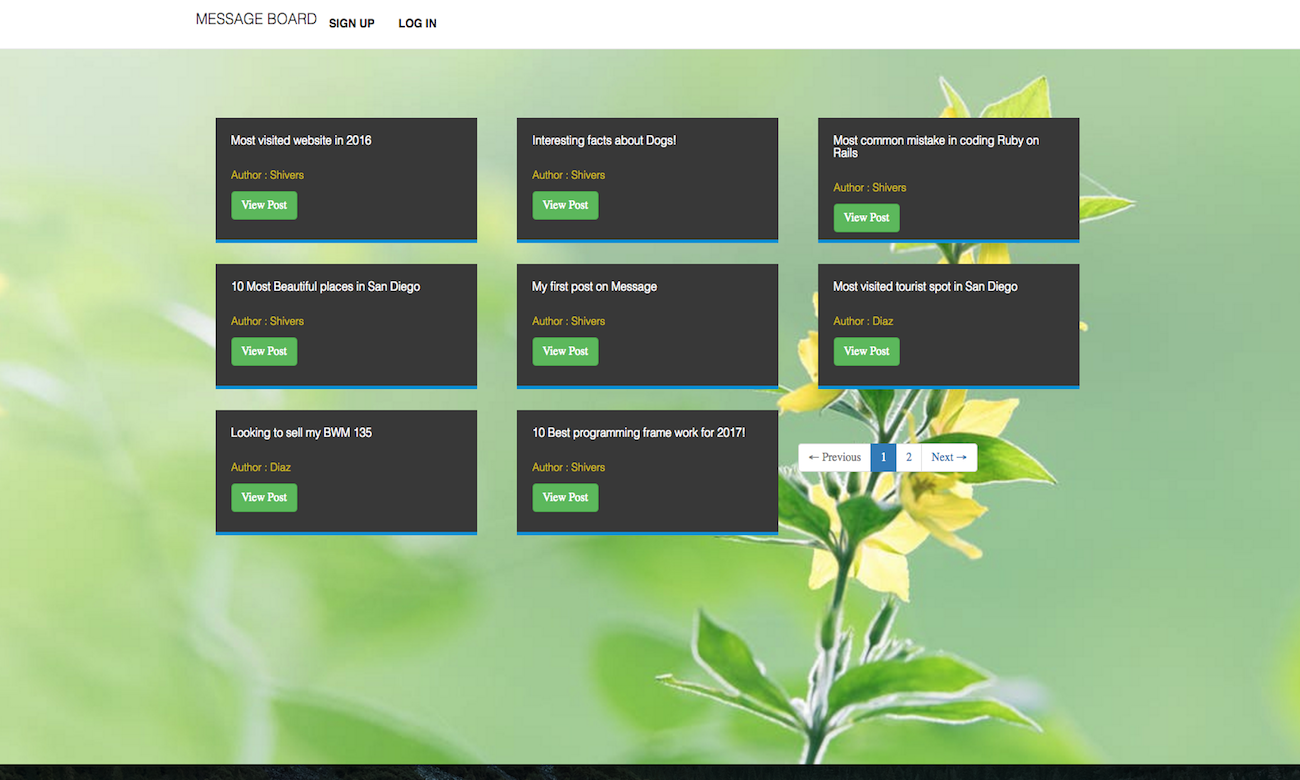 MESSAGE BOARD SIGN UP LOG IN
Most visited website in 2016
Author : Shivers
View Post
Interesting facts about Dogs!
Author : Shivers
View Post
Most common mistake in coding Ruby on
Rails
Author : Shivers
View Post
10 Most Beautiful places in San Diego
Author : Shivers
View Post
My first post on Message
Author : Shivers
View Post
Most visited tourist spot in San Diego
Author : Diaz
View Post
Looking to sell my BWM 135
Author : Diaz
View Post
10 Best programming frame work for 2017!
Author : Shivers
View Post
← Previous 1 2 Next →